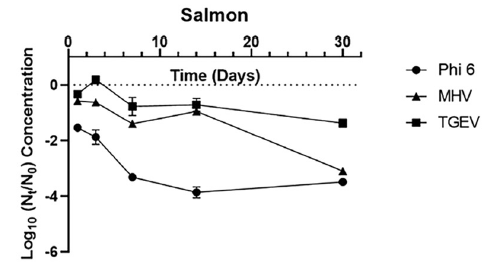 Salmon
0 10 20 30
Time (Days)
0
-2
-4
-6
Log10 (Nt/N0) Concentration
Phi 6
MHV
TGEV